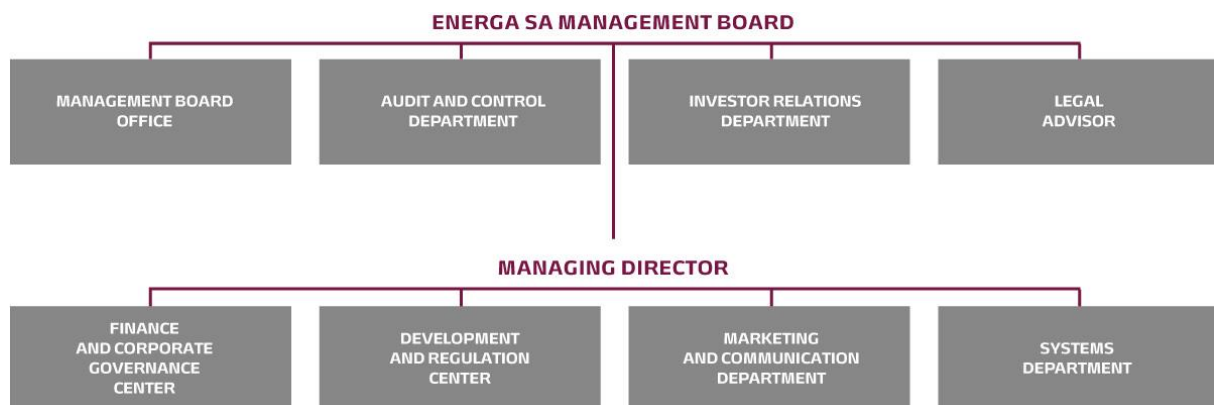 ENERGA SA MANAGEMENT BOARD
MANAGEMENT BOARD
OFFICE
AUDIT AND CONTROL
DEPARTMENT
INVESTOR RELATIONS
DEPARTMENT
LEGAL
ADVISOR
MANAGING DIRECTOR
FINANCE
AND CORPORATE
GOVERNANCE
CENTER
DEVELOPMENT
AND REGULATION
CENTER
MARKETING
AND COMMUNICATION
DEPARTMENT
SYSTEMS
DEPARTMENT